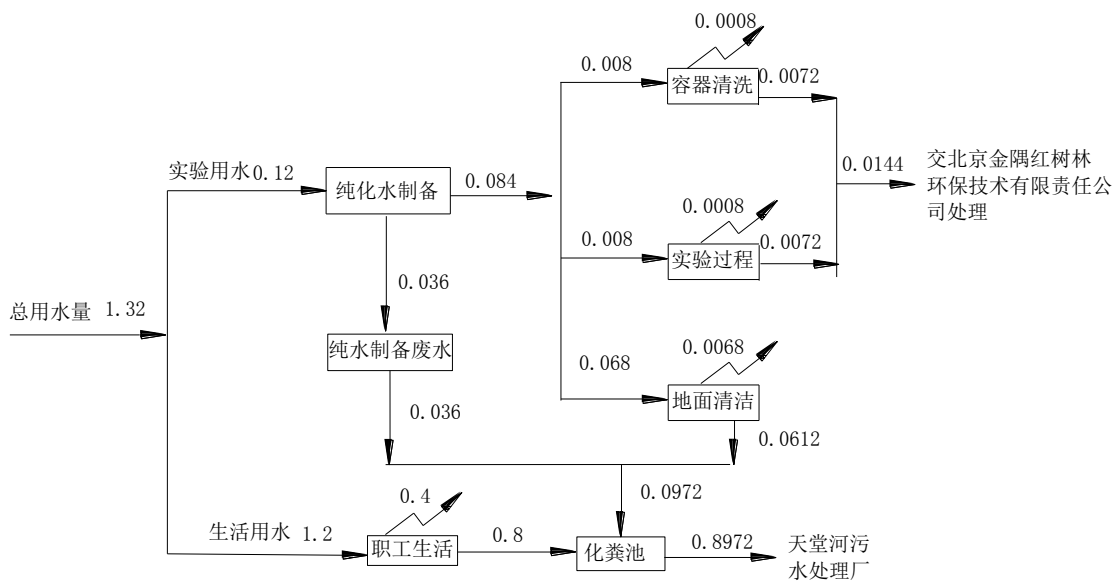 0.0008
0.008
容器清洗
0.0072
实验用水0.12
纯化水制备
0.084
0.0144
交北京金隅红树林
环保技术有限责任公
司处理
0.0008
0.008
实验过程
0.0072
0.036
总用水量 1.32
纯水制备废水
0.0068
0.068
地面清洁
0.036
0.0612
0.4
0.0972
生活用水 1.2
职工生活
0.8
化粪池
0.8972
天堂河污
水处理厂